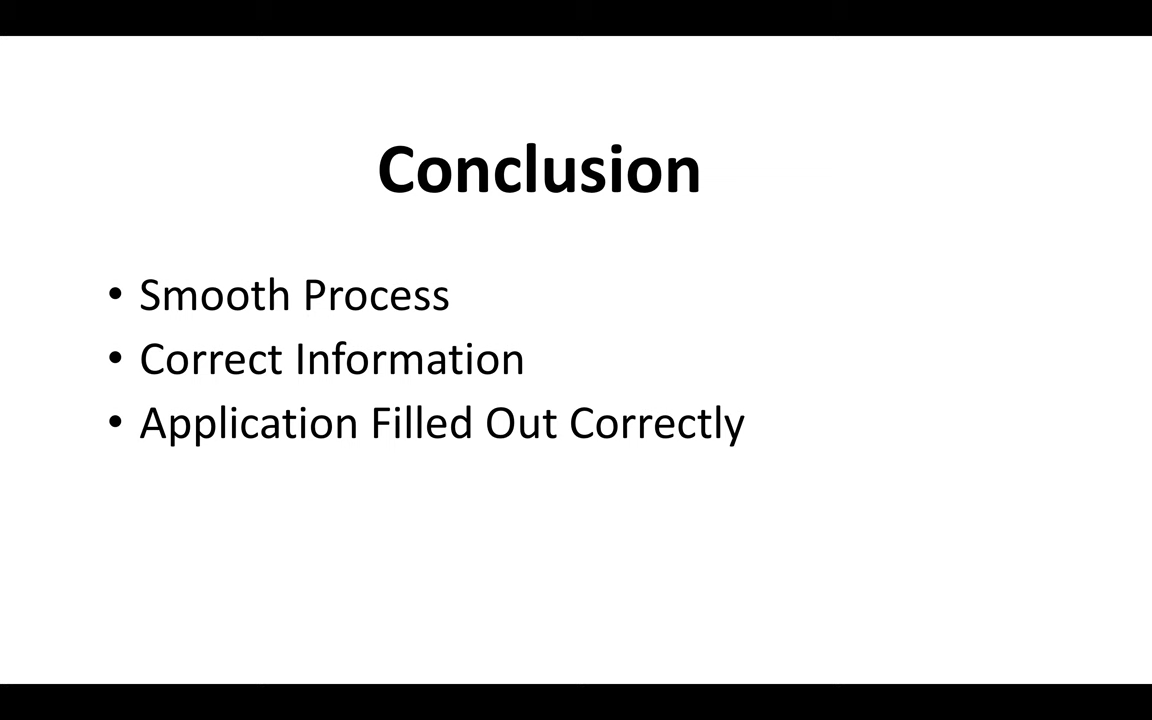 Conclusion
• Smooth Process
• Correct Information
• Application Filled Out Correctly